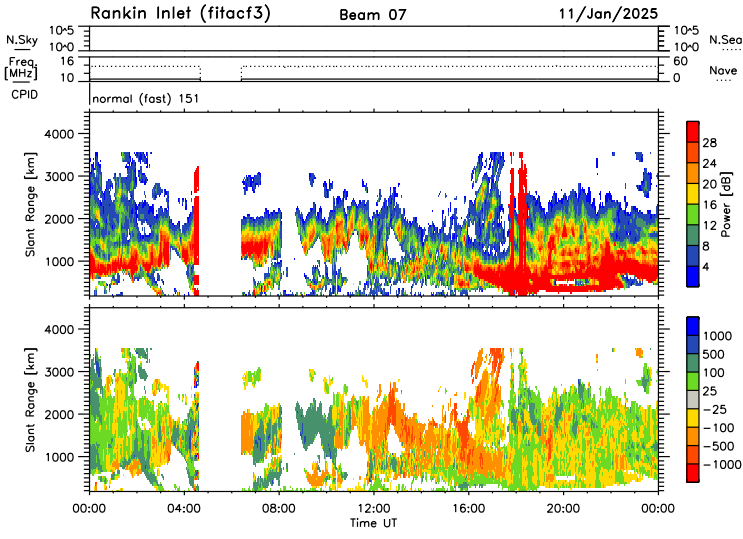 Rankin Inlet (fitacf3) Beam 07 11/Jan/2025
N.Sky 10^5 10^0 10^5 10^0 N.Sea
Freq. [MHz] 16 10 60 0 Nave
CPID normal (fast) 151
Slant Range [km] 4000 3000 2000 1000
Power [dB] 28 24 20 16 12 8 4
Slant Range [km] 4000 3000 2000 1000
1000 500 100 25 -25 -100 -500 -1000
00:00 04:00 08:00 12:00 16:00 20:00 00:00
Time UT